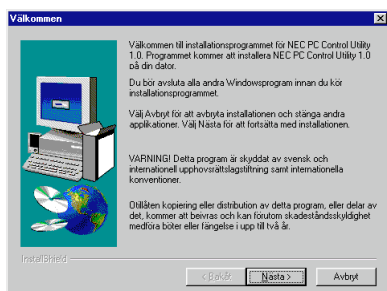 Välkommen
Välkommen till installationsprogrammet för NEC PC Control Utility
1.0. Programmet kommer att installera NEC PC Control Utility 1.0
på din dator.
Du bör avsluta alla andra Windowsprogram innan du kör
installationsprogrammet.
Välj Avbryt för att avbryta installationen och stänga andra
applikationer. Välj Nästa för att fortsätta med installationen.
VARNING! Detta program är skyddat av svensk och
internationell upphovsrättslagstiftning samt internationella
konventioner.
Otillåten kopiering eller distribution av detta program, eller delar av
det, kommer att beivras och kan förutom skadeståndsskyldighet
medföra böter eller fängelse i upp till två år.
InstallShield
< Bakåt Nästa > Avbryt